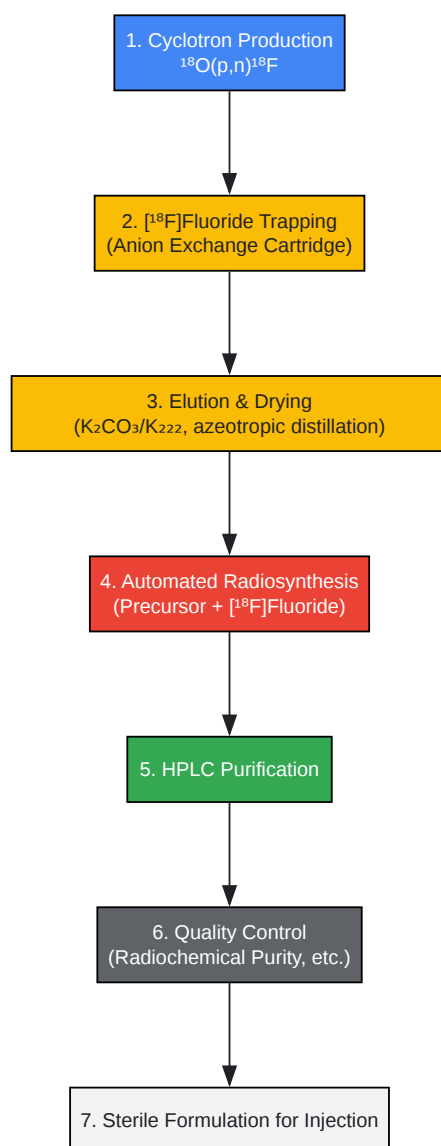 1. Cyclotron Production
¹⁸O(p,n)¹⁸F
2. [¹⁸F]Fluoride Trapping
(Anion Exchange Cartridge)
3. Elution & Drying
(K₂CO₃/K₂₂₂, azeotropic distillation)
4. Automated Radiosynthesis
(Precursor + [¹⁸F]Fluoride)
5. HPLC Purification
6. Quality Control
(Radiochemical Purity, etc.)
7. Sterile Formulation for Injection